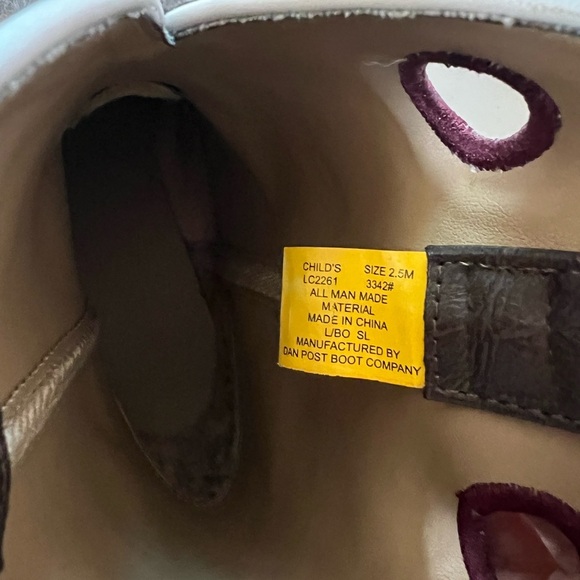 CHILD'S SIZE 2.5M
LC2261 3342#
ALL MAN MADE
MATERIAL
MADE IN CHINA
L/BO SL
MANUFACTURED BY
DAN POST BOOT COMPANY